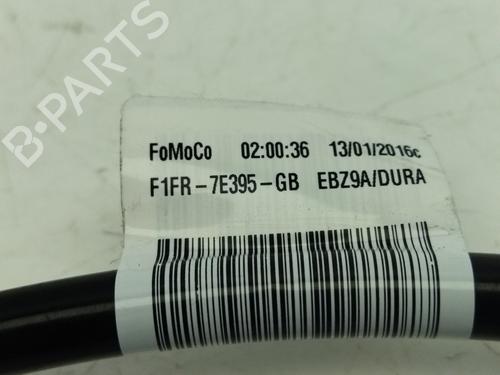 FoMoCo 02:00:36 13/01/2016c
F1FR-7E395-GB EBZ9A/DURA
B-PARTS